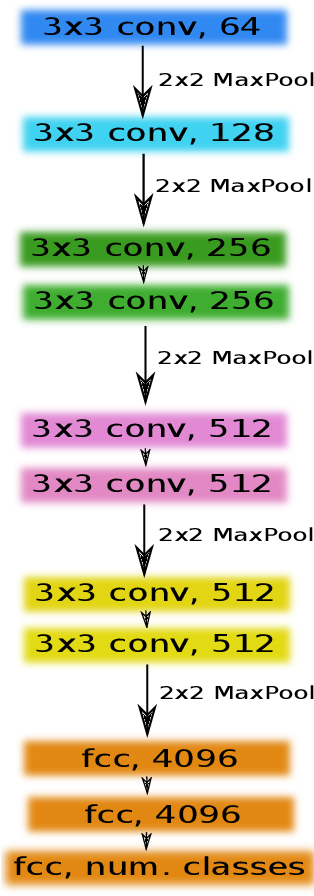 3x3 conv, 64
2x2 MaxPool
3x3 conv, 128
2x2 MaxPool
3x3 conv, 256
3x3 conv, 256
2x2 MaxPool
3x3 conv, 512
3x3 conv, 512
2x2 MaxPool
3x3 conv, 512
3x3 conv, 512
2x2 MaxPool
fcc, 4096
fcc, 4096
fcc, num. classes